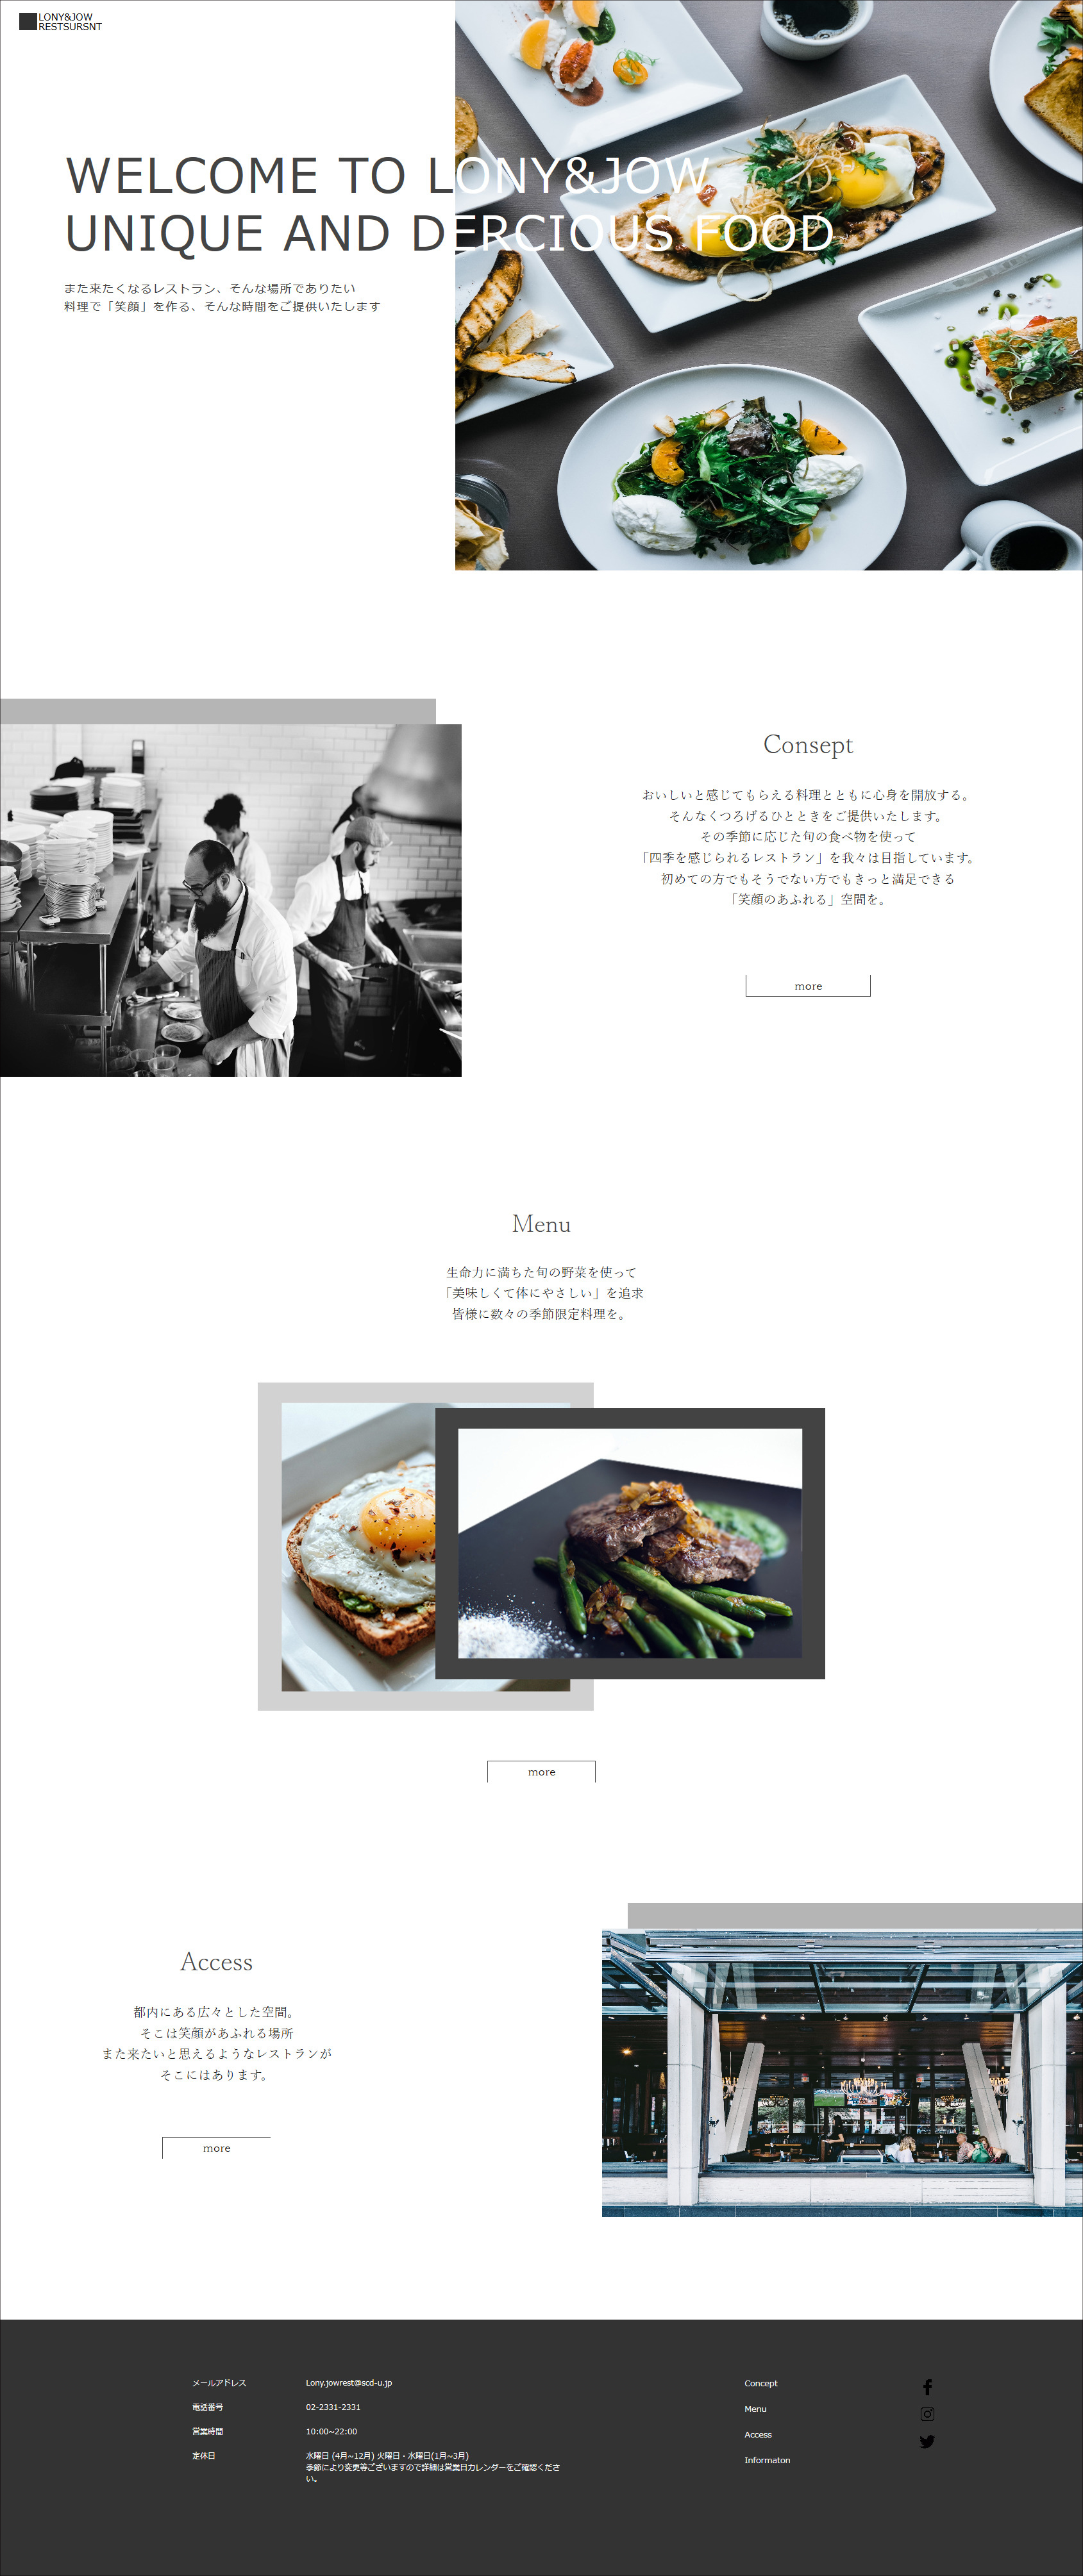 LONY&JOW
RESTSURSNT
WELCOME TO LONY&JOW
UNIQUE AND DERCIOUS FOOD
また来たくなるレストラン、そんな場所でありたい
料理で「笑顔」を作る、そんな時間をご提供いたします
Consept
おいしいと感じてもらえる料理とともに心身を開放する。
そんなくつろげるひとときをご提供いたします。
その季節に応じた旬の食べ物を使って
「四季を感じられるレストラン」を我々は目指しています。
初めての方でもそうでない方でもきっと満足できる
「笑顔のあふれる」空間を。
more
Menu
生命力に満ちた旬の野菜を使って
「美味しくて体にやさしい」を追求
皆様に数々の季節限定料理を。
more
Access
都内にある広々とした空間。
そこは笑顔があふれる場所
また来たいと思えるようなレストランが
そこにはあります。
more
メールアドレス
Lony.jowrest@scd-u.jp
電話番号
02-2331-2331
営業時間
10:00~22:00
定休日
水曜日 (4月~12月) 火曜日・水曜日(1月~3月)
季節により変更等ございますので詳細は営業日カレンダーをご確認くださ
い。
Concept
Menu
Access
Informaton